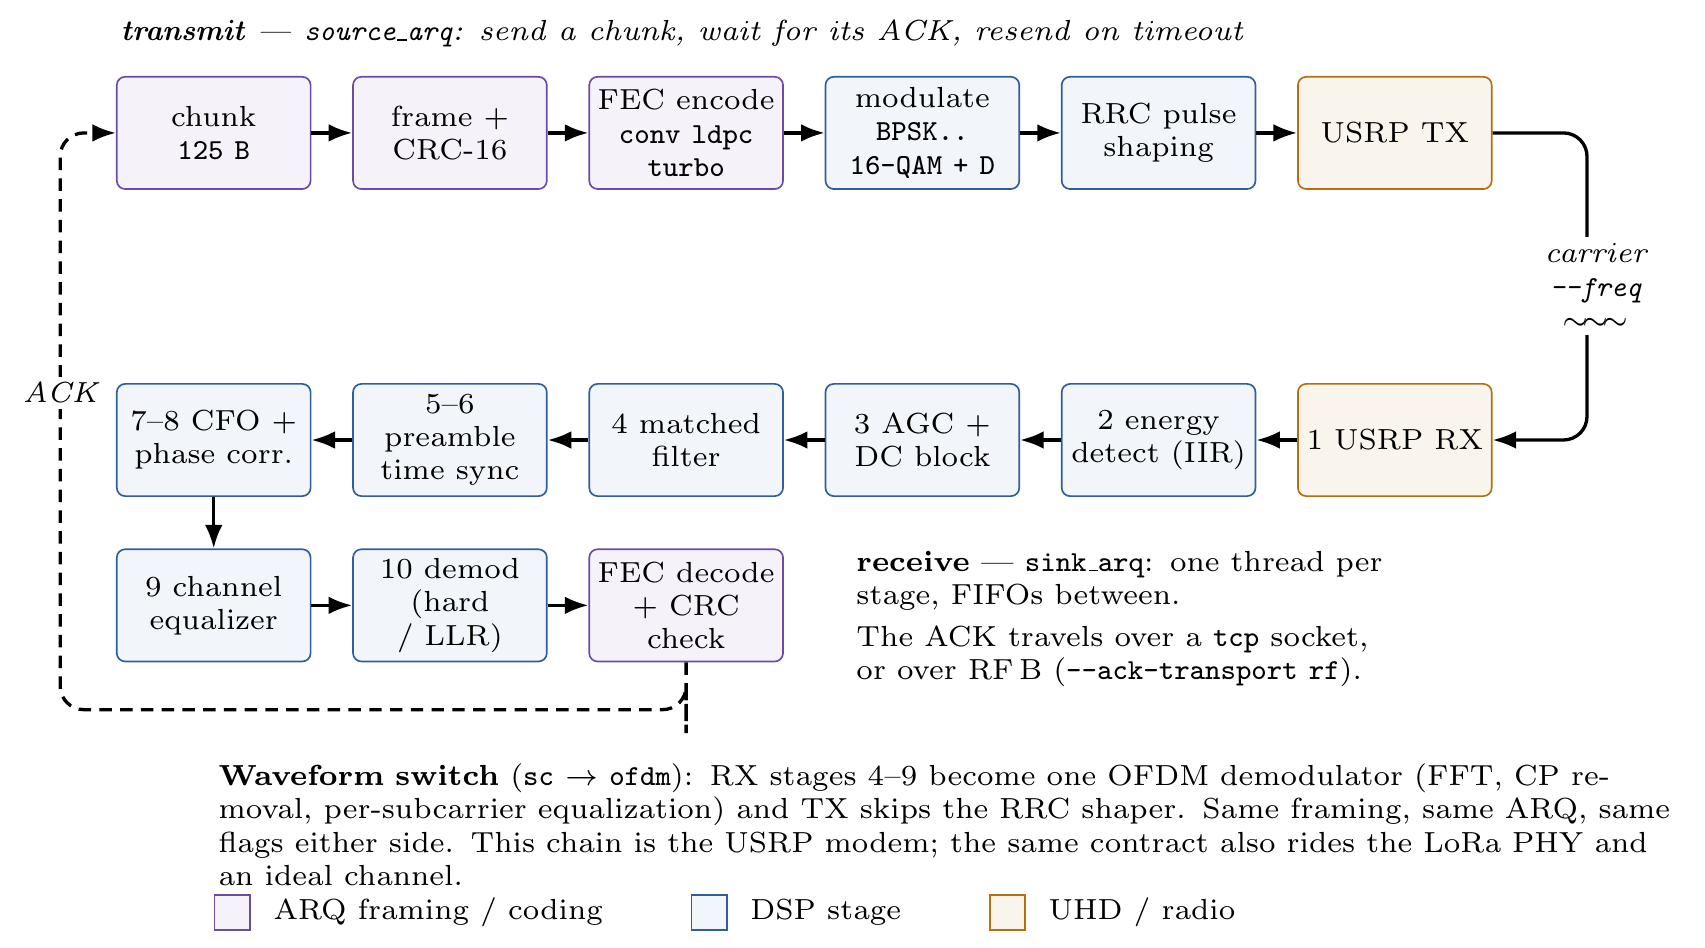 transmit — source_arq: send a chunk, wait for its ACK, resend on timeout
chunk
125 B
frame +
CRC-16
FEC encode
conv ldpc
turbo
modulate
BPSK..
16-QAM + D
RRC pulse
shaping
USRP TX
carrier
--freq
~~~
ACK
7–8 CFO +
phase corr.
5–6
preamble
time sync
4 matched
filter
3 AGC +
DC block
2 energy
detect (IIR)
1 USRP RX
9 channel
equalizer
10 demod
(hard
/ LLR)
FEC decode
+ CRC
check
receive — sink_arq: one thread per
stage, FIFOs between.
The ACK travels over a tcp socket,
or over RF B (--ack-transport rf).
Waveform switch (sc → ofdm): RX stages 4–9 become one OFDM demodulator (FFT, CP re-
moval, per-subcarrier equalization) and TX skips the RRC shaper. Same framing, same ARQ, same
flags either side. This chain is the USRP modem; the same contract also rides the LoRa PHY and
an ideal channel.
ARQ framing / coding
DSP stage
UHD / radio